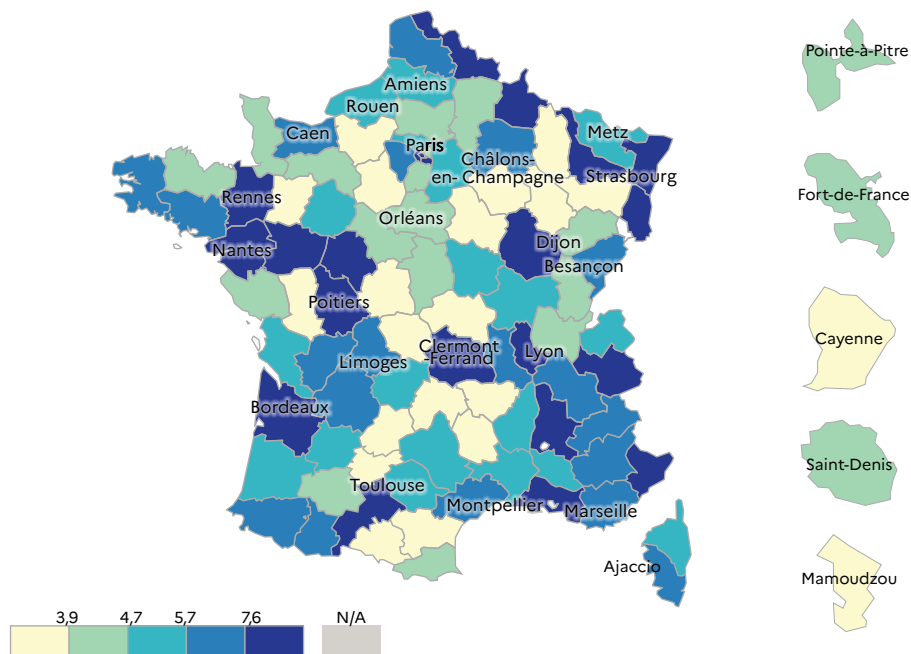 Pointe-à-Pitre
Amiens
Rouen
Caen
Paris
Metz
Châlons-
en- Champagne
Strasbourg
Rennes
Fort-de-France
Orléans
Nantes
Dijon
Besançon
Poitiers
Cayenne
Clermont
-Ferrand
Lyon
Limoges
Bordeaux
Saint-Denis
Toulouse
Montpellier
Marseille
Ajaccio
Mamoudzou
3,9 4,7 5,7 7,6 N/A